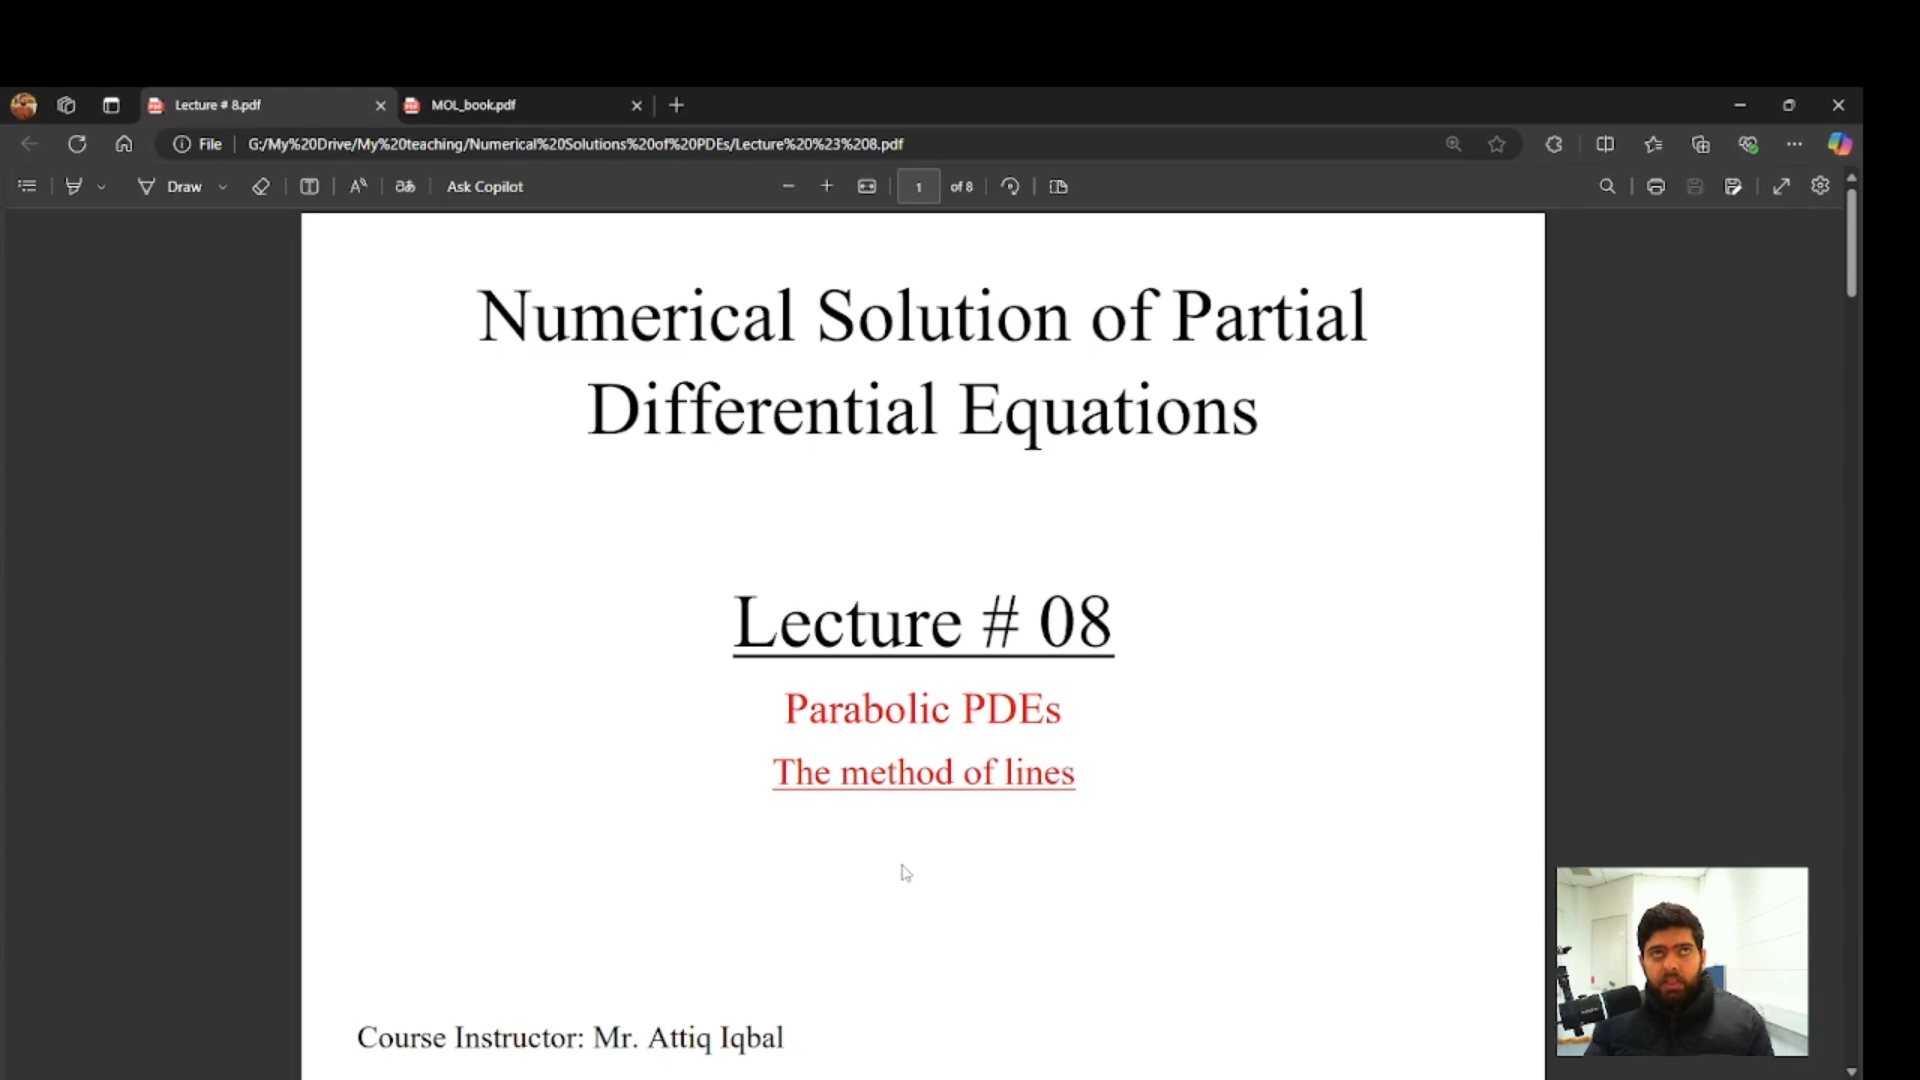 Lecture # 8.pdf
MOL_book.pdf
File
G:/My%20Drive/My%20teaching/Numerical%20Solutions%20of%20PDEs/Lecture%20%23%208.pdf
Draw
Ask Copilot
1
of 8
Numerical Solution of Partial
Differential Equations
Lecture # 08
Parabolic PDEs
The method of lines
Course Instructor: Mr. Attiq Iqbal